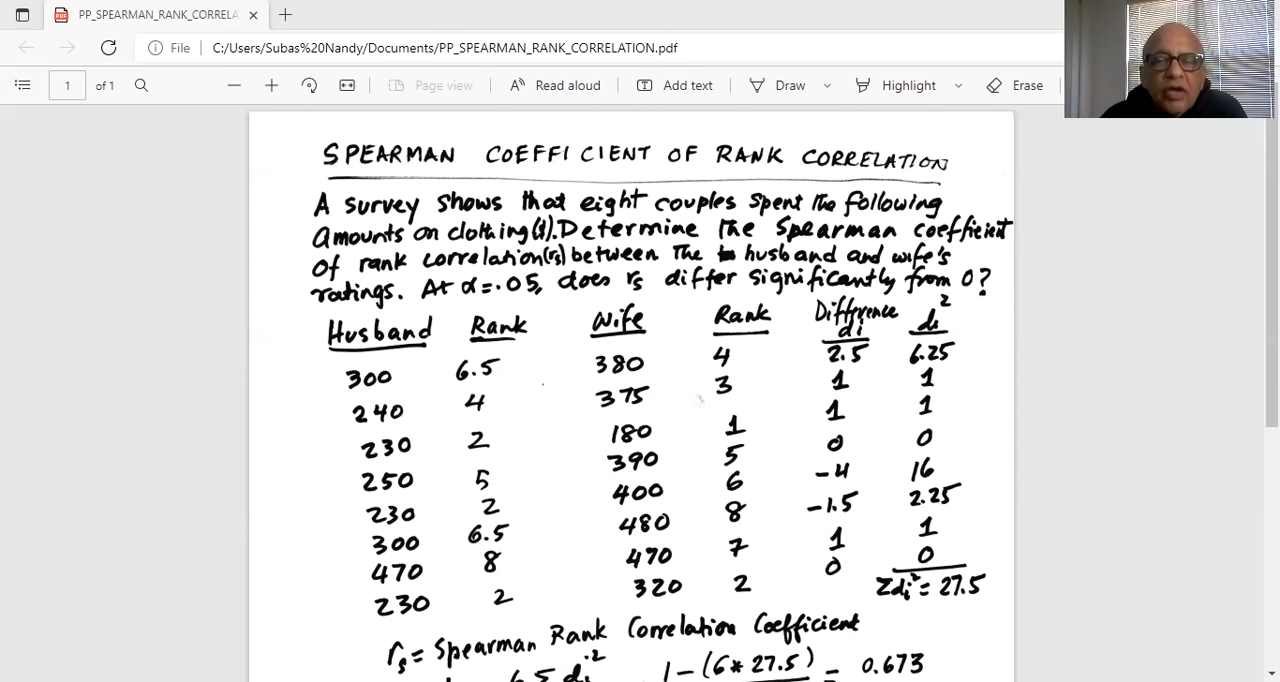 PP_SPEARMAN_RANK_CORRELA
File C:/Users/Subas%20Nandy/Documents/PP_SPEARMAN_RANK_CORRELATION.pdf
1 of 1 Page view Read aloud Add text Draw Highlight Erase
SPEARMAN COEFFICIENT OF RANK CORRELATION
A survey shows that eight couples spent the following
amounts on clothing($). Determine the Spearman coefficient
of rank correlation(rs) between the husband and wife's
ratings. At α=.05, does rs differ significantly from 0?
Husband Rank Wife Rank Difference di di²
300 6.5 380 4 2.5 6.25
240 4 375 3 1 1
230 2 180 1 1 1
250 5 390 5 0 0
230 2 400 6 -4 16
300 6.5 480 8 -1.5 2.25
470 8 470 7 1 1
230 2 320 2 0 0
Σdi² = 27.5
rs = Spearman Rank Correlation Coefficient
6Σdi² 1-(6*27.5) = 0.673